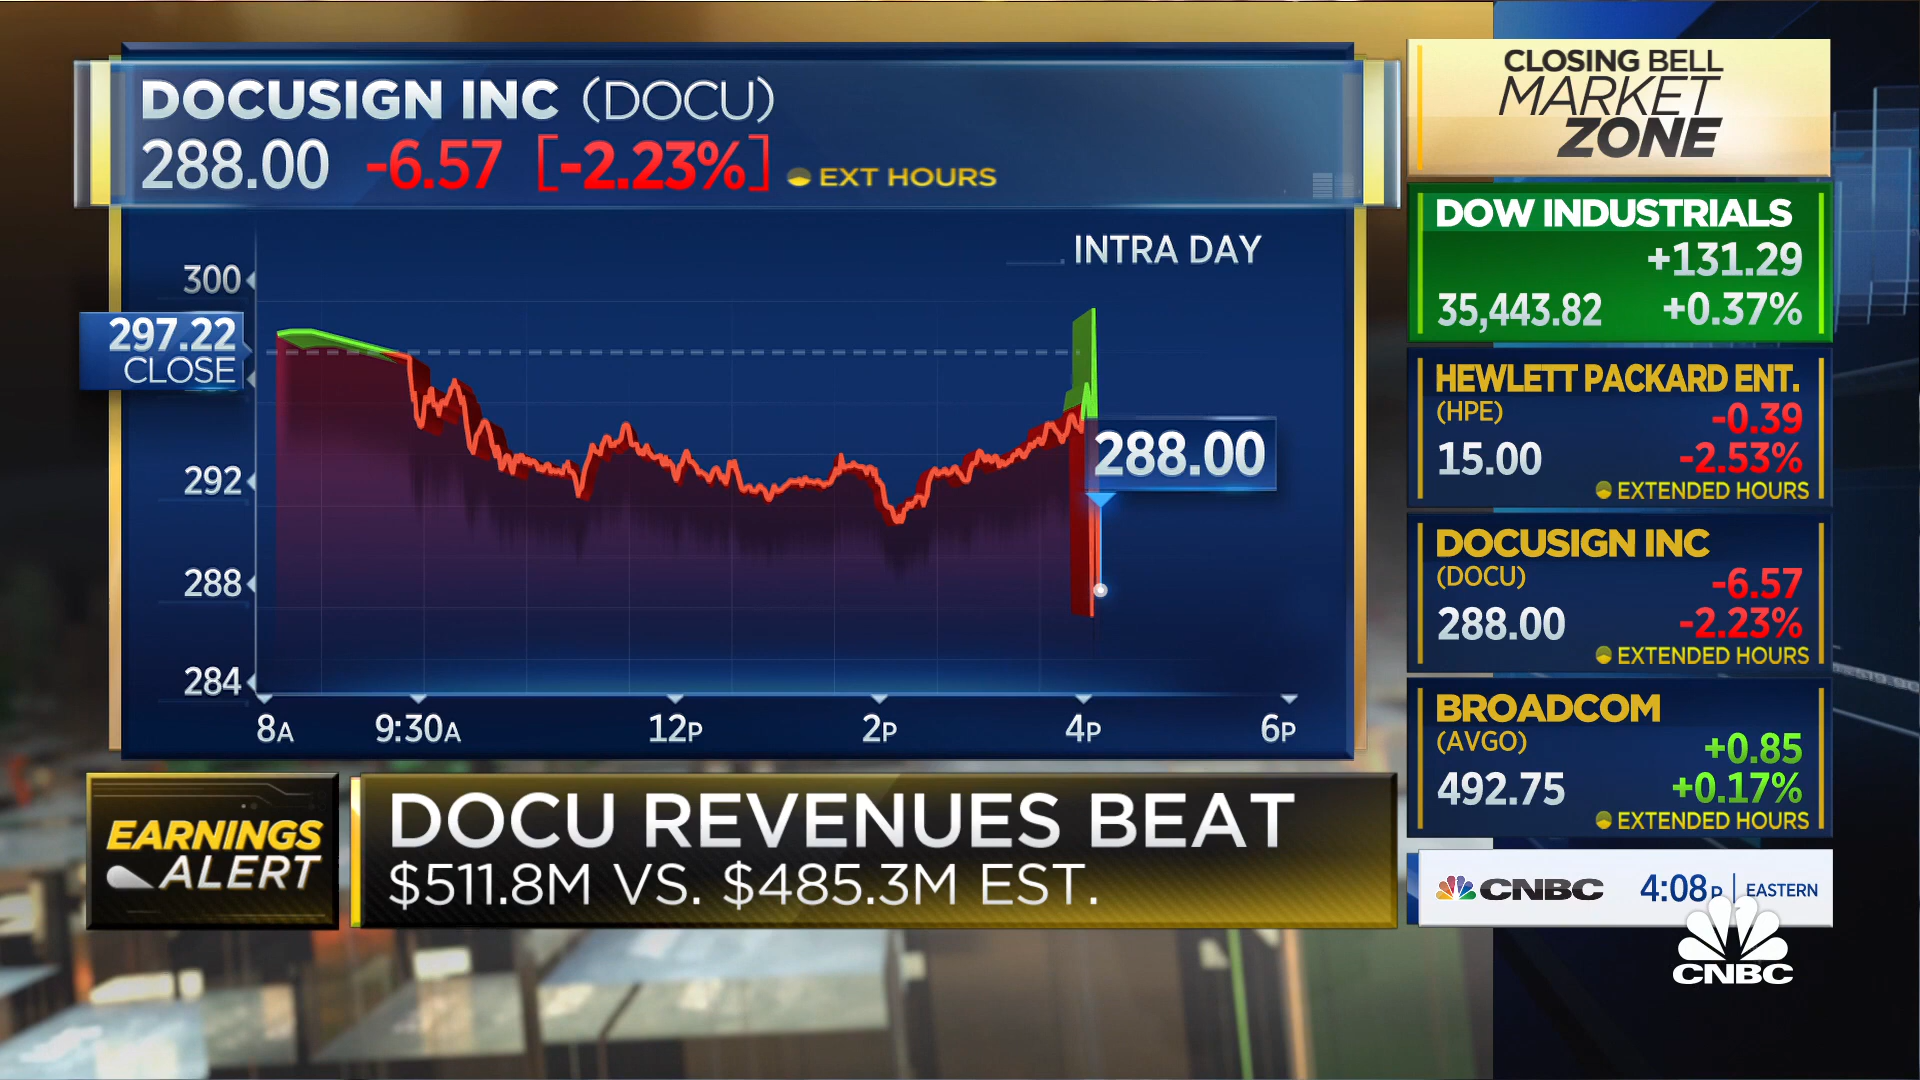 DOCUSIGN INC (DOCU)
288.00 -6.57 [-2.23%] EXT HOURS
INTRA DAY
300
297.22
CLOSE
292
288
284
288.00
8A 9:30A 12P 2P 4P 6P
EARNINGS
ALERT
DOCU REVENUES BEAT
$511.8M VS. $485.3M EST.
CLOSING BELL
MARKET
ZONE
DOW INDUSTRIALS
+131.29
35,443.82 +0.37%
HEWLETT PACKARD ENT.
(HPE)
-0.39
15.00 -2.53%
EXTENDED HOURS
DOCUSIGN INC
(DOCU)
-6.57
288.00 -2.23%
EXTENDED HOURS
BROADCOM
(AVGO)
+0.85
492.75 +0.17%
EXTENDED HOURS
CNBC 4:08P EASTERN
CNBC